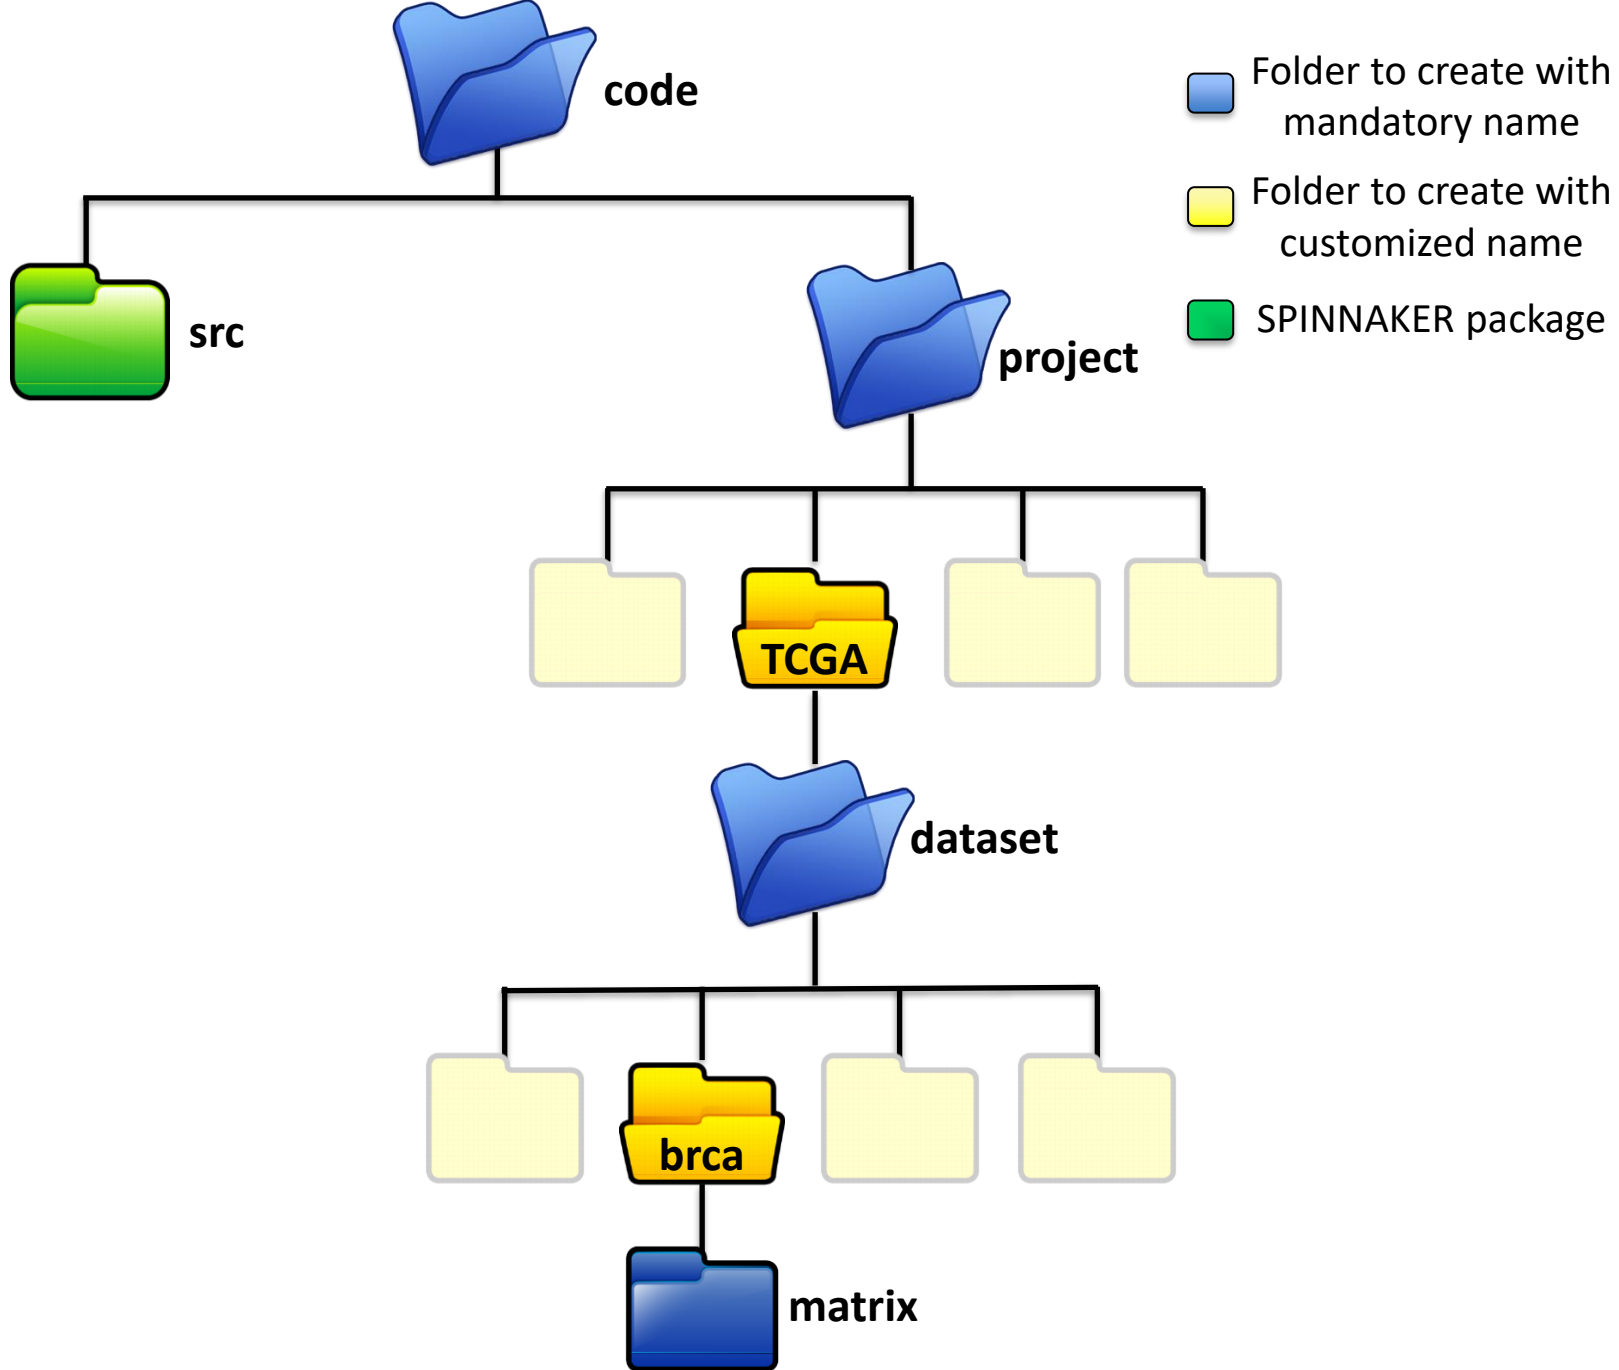 code
Folder to create with
mandatory name
Folder to create with
customized name
SPINNAKER package
src
project
TCGA
dataset
brca
matrix